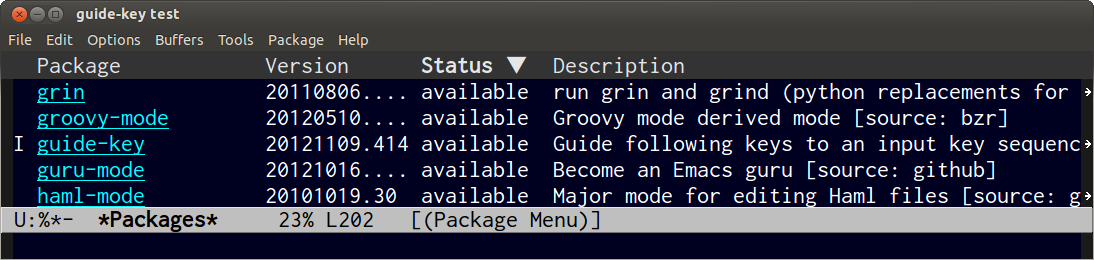 guide-key test
File Edit Options Buffers Tools Package Help
Package Version Status ▼ Description
grin 20110806.... available run grin and grind (python replacements for
groovy-mode 20120510.... available Groovy mode derived mode [source: bzr]
I guide-key 20121109.414 available Guide following keys to an input key sequenc
guru-mode 20121016.... available Become an Emacs guru [source: github]
haml-mode 20101019.30 available Major mode for editing Haml files [source: g
U:%*- *Packages* 23% L202 [(Package Menu)]